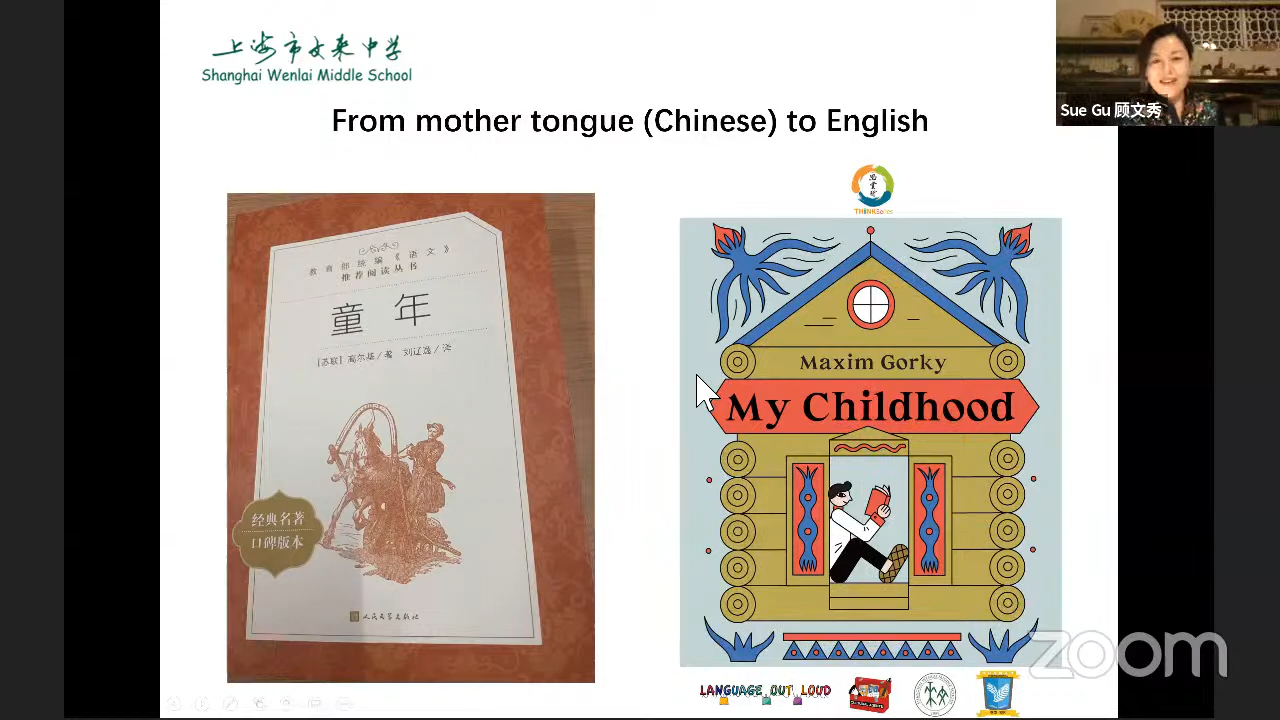 上海市文来中学
Shanghai Wenlai Middle School
Sue Gu 顾文秀
From mother tongue (Chinese) to English
教育部统编《语文》
推荐阅读丛书
童年
[苏联]高尔基/著 刘辽逸/译
经典名著
口碑版本
人民文学出版社
THINKSeries
Maxim Gorky
My Childhood
LANGUAGE OUT LOUD
zoom